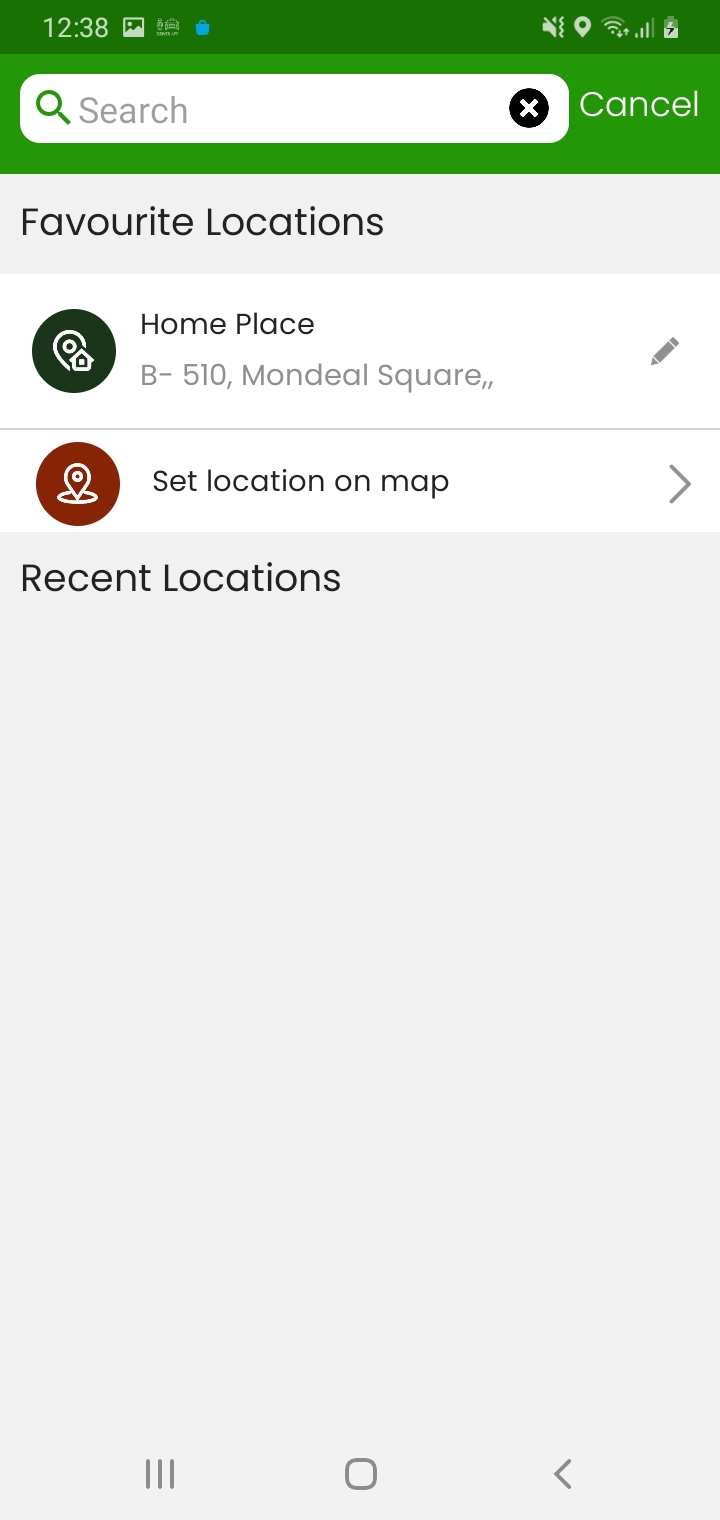 12:38
Search
Cancel
Favourite Locations
Home Place
B- 510, Mondeal Square,,
Set location on map
Recent Locations